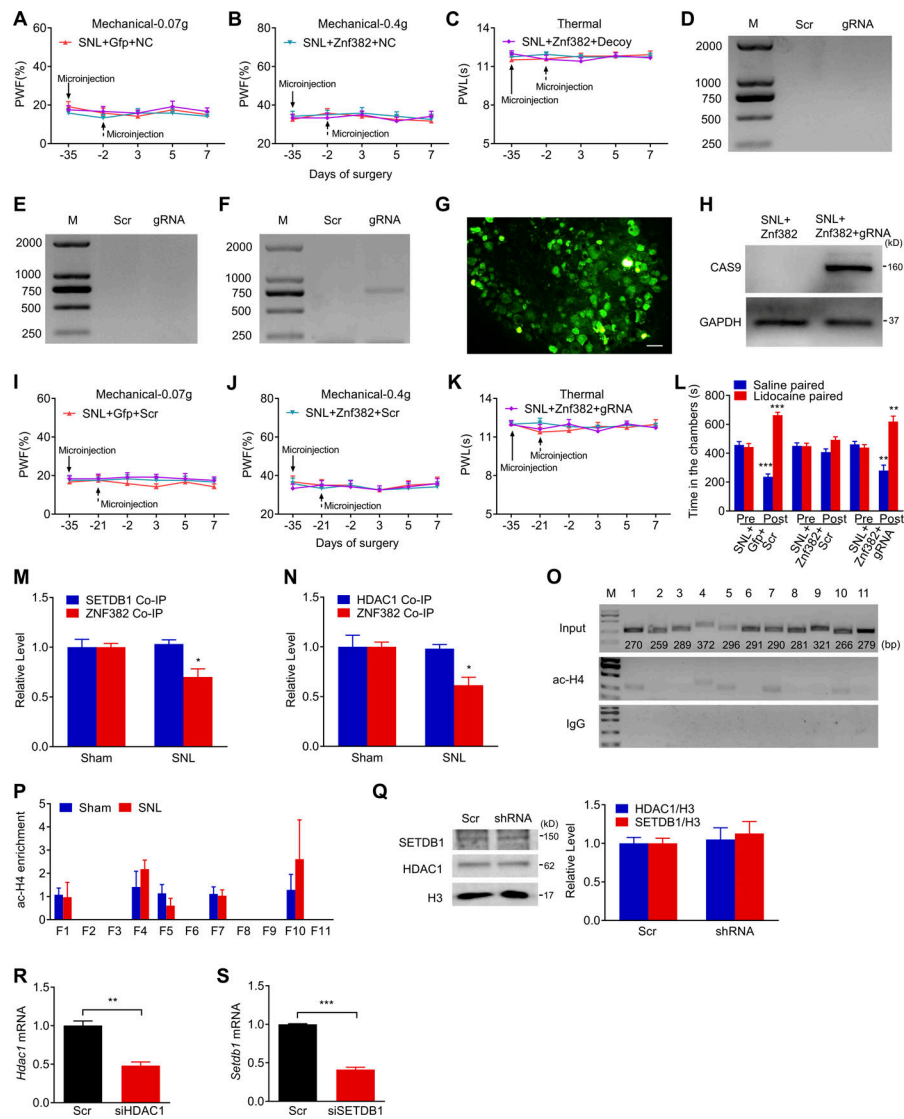 A
Mechanical-0.07g
SNL+Gfp+NC
PWF(%)
60
40
20
0
Microinjection
Microinjection
-35 -2 3 5 7
B
Mechanical-0.4g
SNL+Znf382+NC
PWF(%)
80
60
40
20
Microinjection
-35 -2 3 5 7
Days of surgery
C
Thermal
SNL+Znf382+Decoy
PWL(s)
15
12
9
6
Microinjection
Microinjection
-35 -2 3 5 7
D
M Scr gRNA
2000
1000
750
500
250
E
M Scr gRNA
2000
1000
750
500
250
F
M Scr gRNA
2000
1000
750
500
250
G
H
SNL+ Znf382
SNL+ Znf382+gRNA
(kD)
CAS9
160
GAPDH
37
I
Mechanical-0.07g
SNL+Gfp+Scr
PWF(%)
60
40
20
0
Microinjection
Microinjection
-35 -21 3 5 7
J
Mechanical-0.4g
SNL+Znf382+Scr
PWF(%)
80
60
40
20
Microinjection
-35 -21 3 5 7
Days of surgery
K
Thermal
SNL+Znf382+gRNA
PWL(s)
14
12
10
8
6
Microinjection
Microinjection
-35 -21 3 5 7
L
Saline paired
Lidocaine paired
Time in the chambers (s)
800
600
400
200
0
***
***
**
**
Pre Post Pre Post Pre Post
SNL+ Gfp+ Scr
SNL+ Znf382+ Scr
SNL+ Znf382+ gRNA
M
SETDB1 Co-IP
ZNF382 Co-IP
Relative Level
1.5
1.0
0.5
0.0
*
Sham SNL
N
HDAC1 Co-IP
ZNF382 Co-IP
Relative Level
1.5
1.0
0.5
0.0
*
Sham SNL
O
M 1 2 3 4 5 6 7 8 9 10 11
Input
270 259 289 372 296 291 290 281 321 266 279 (bp)
ac-H4
IgG
P
Sham SNL
ac-H4 enrichment
5
4
3
2
1
0
F1 F2 F3 F4 F5 F6 F7 F8 F9 F10 F11
Q
Scr shRNA (kD)
SETDB1 150
HDAC1 62
H3 17
HDAC1/H3
SETDB1/H3
Relative Level
1.5
1.0
0.5
0.0
Scr shRNA
R
Hdac1 mRNA
1.5
1.0
0.5
0.0
**
Scr siHDAC1
S
Setdb1 mRNA
1.5
1.0
0.5
0.0
***
Scr siSETDB1